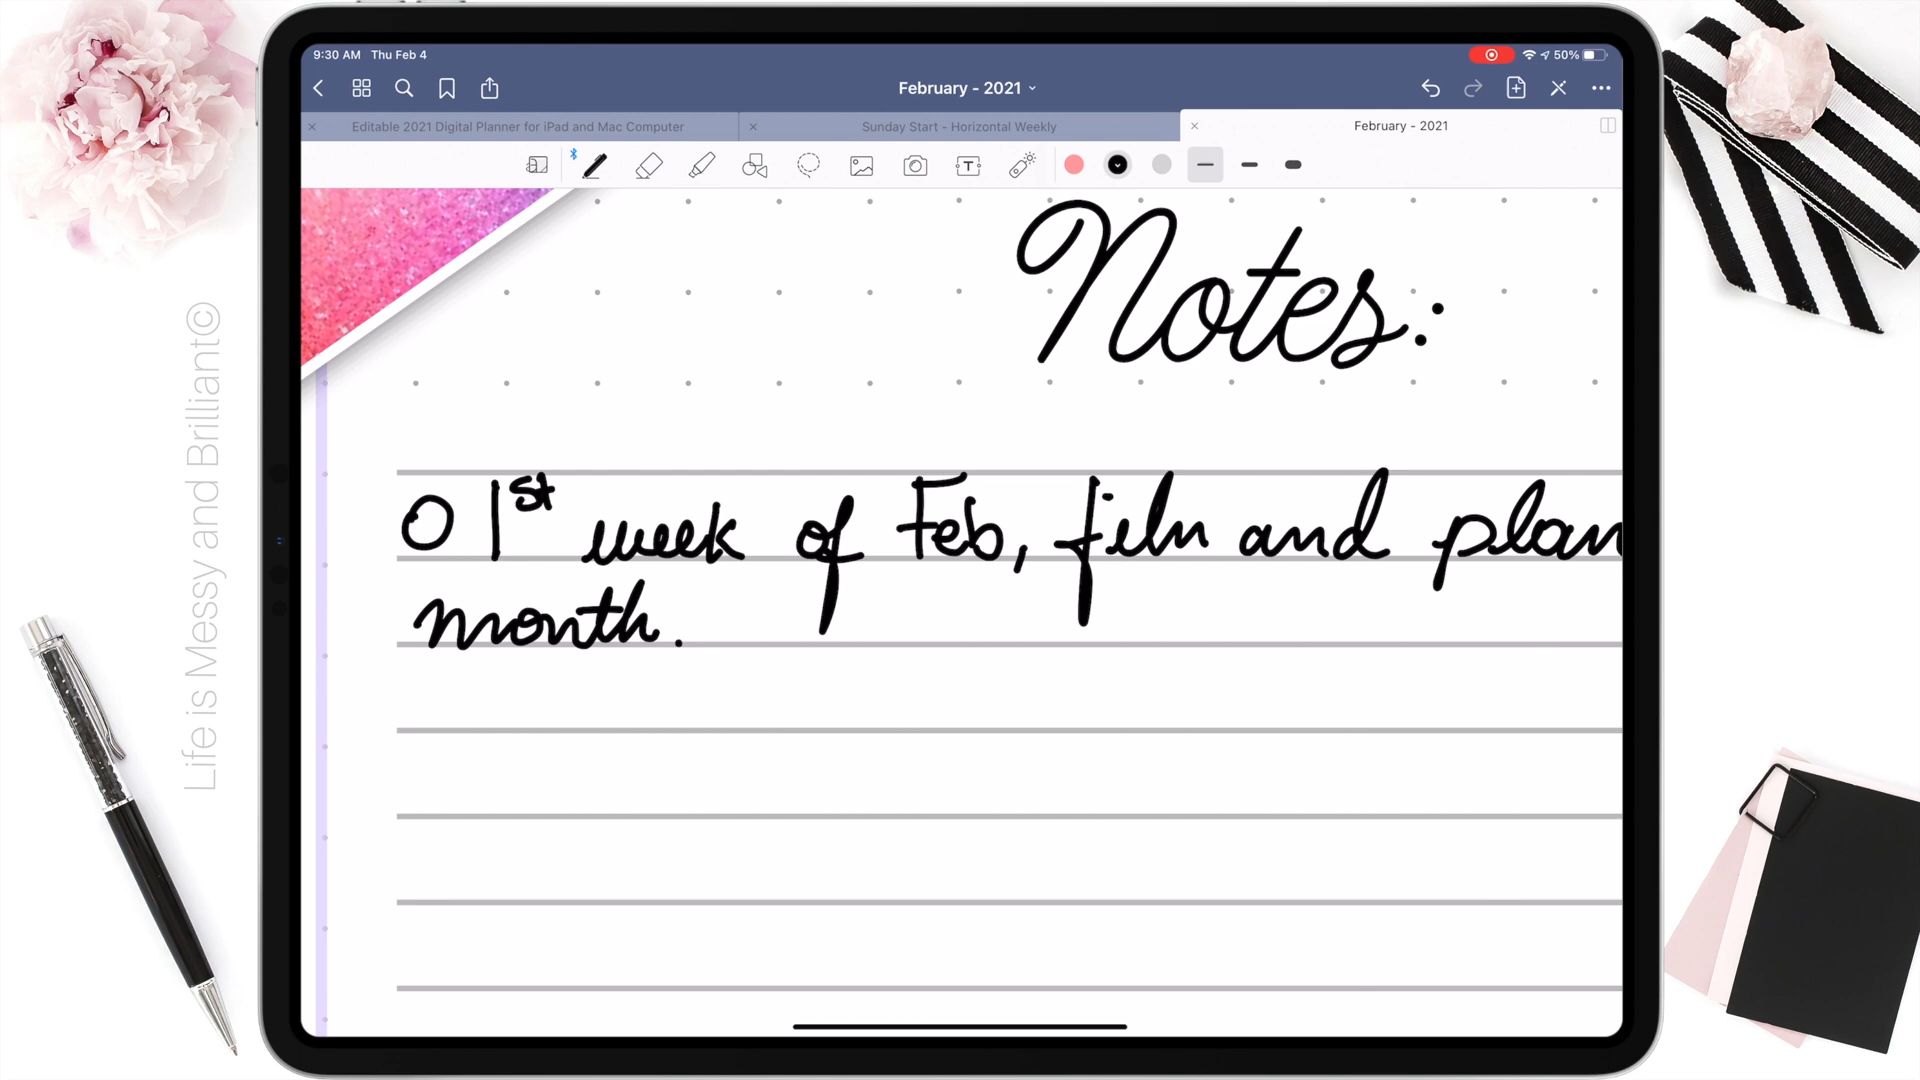 9:30 AM Thu Feb 4 50%
February - 2021
Editable 2021 Digital Planner for iPad and Mac Computer Sunday Start - Horizontal Weekly February - 2021
Notes:
O 1st week of Feb, film and plan
month.
Life is Messy and Brilliant©